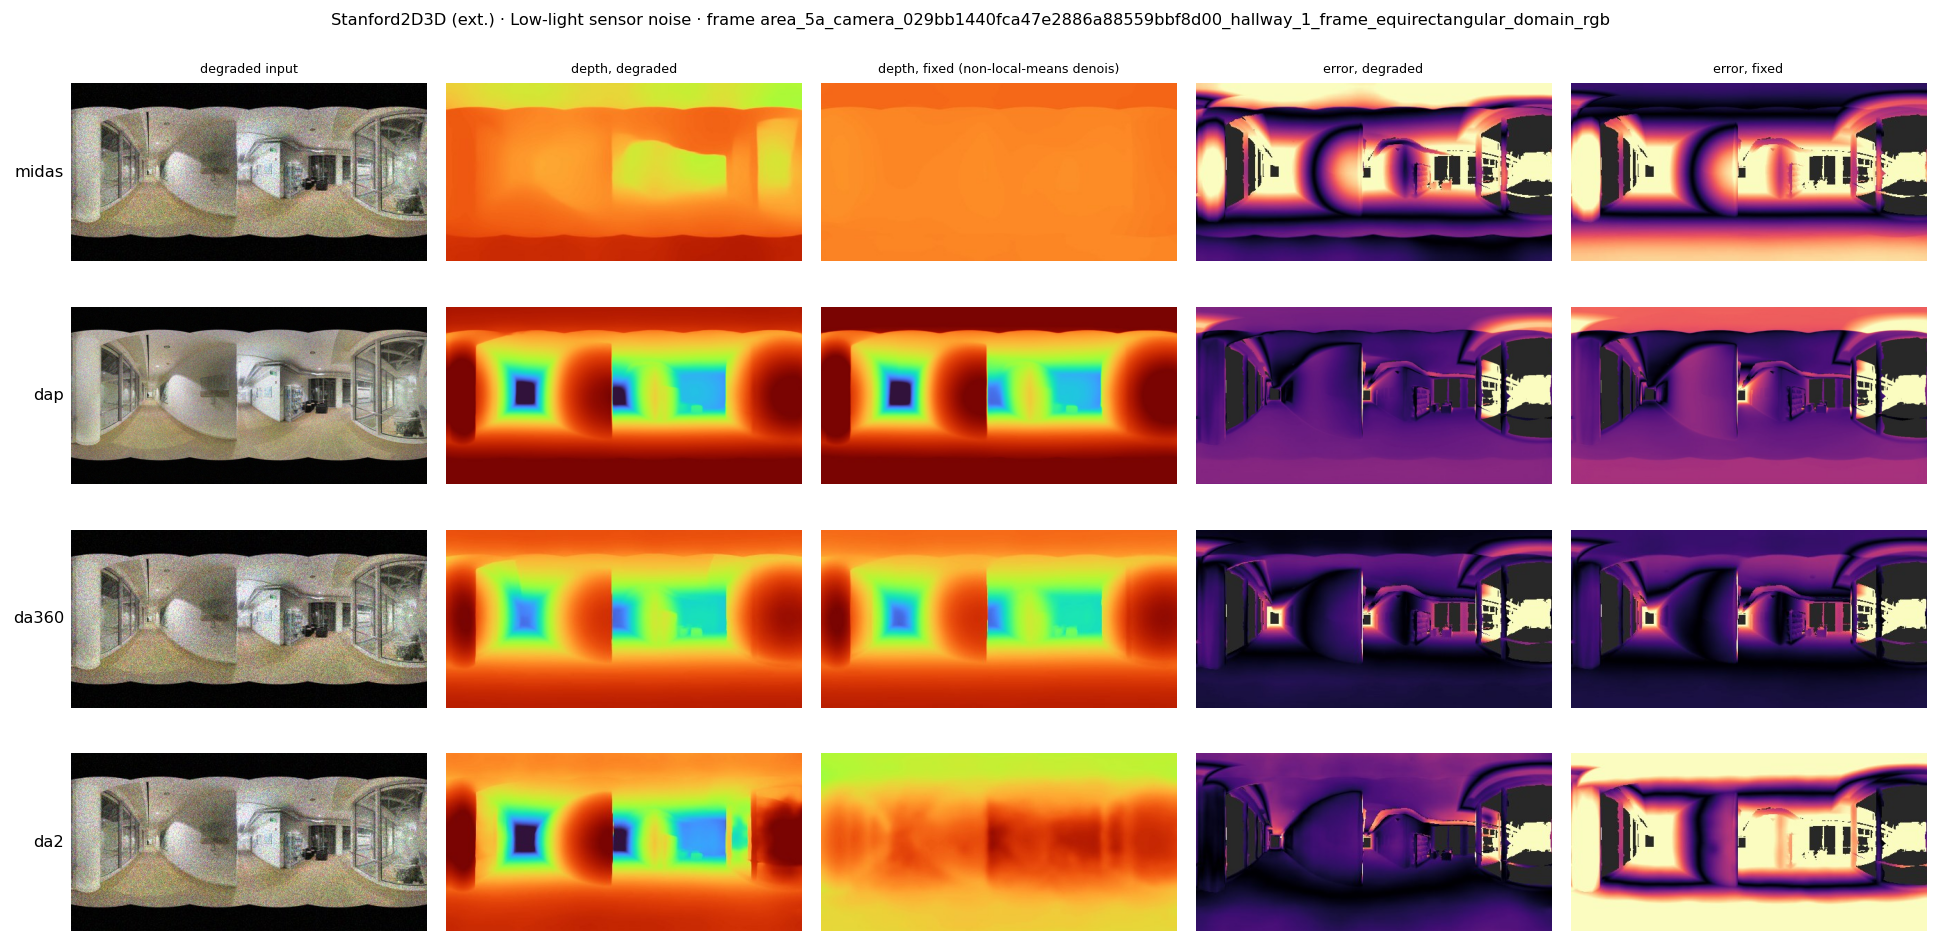 Stanford2D3D (ext.) · Low-light sensor noise · frame area_5a_camera_029bb1440fca47e2886a88559bbf8d00_hallway_1_frame_equirectangular_domain_rgb
degraded input
depth, degraded
depth, fixed (non-local-means denois)
error, degraded
error, fixed
midas
dap
da360
da2